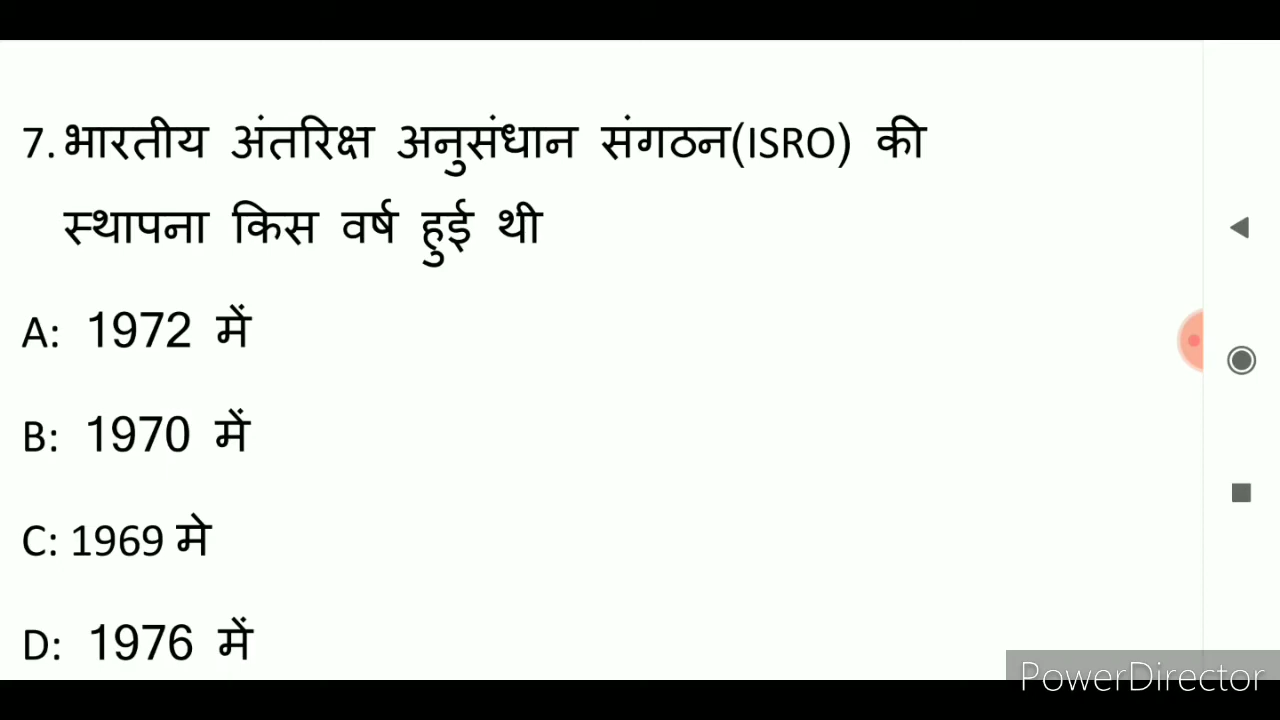 7. भारतीय अंतरिक्ष अनुसंधान संगठन(ISRO) की
स्थापना किस वर्ष हुई थी
A: 1972 में
B: 1970 में
C: 1969 मे
D: 1976 में
PowerDirector